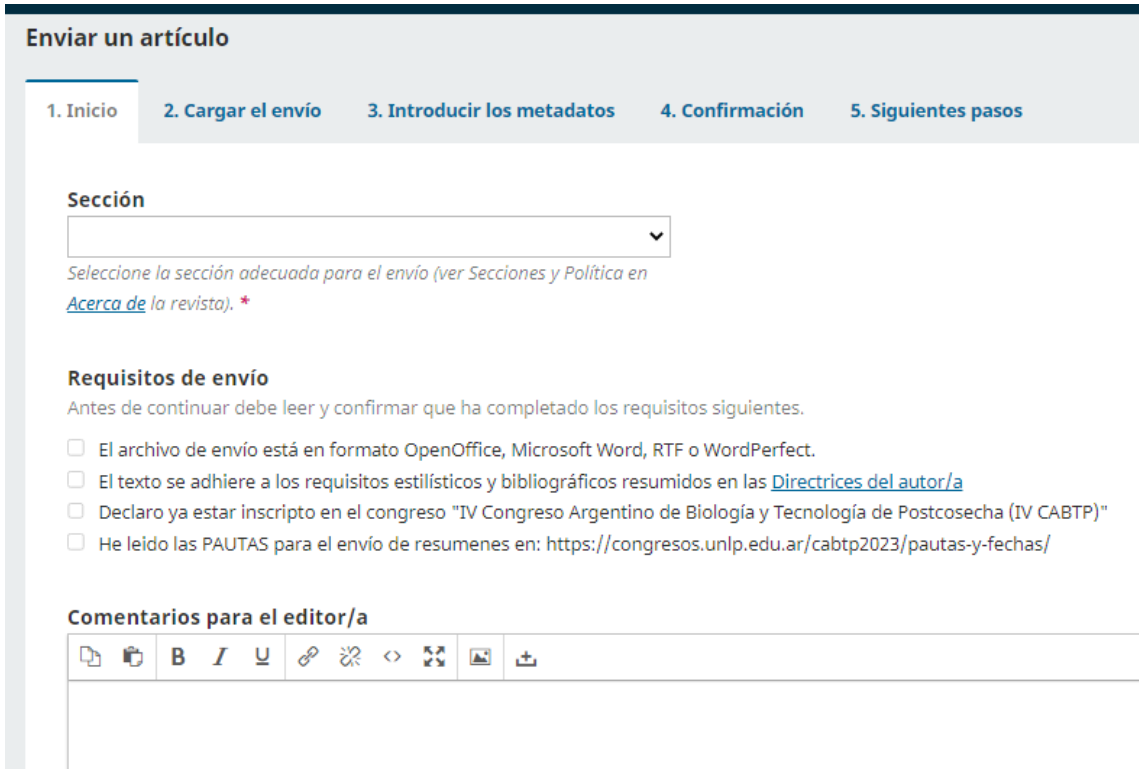 Enviar un artículo
1. Inicio 2. Cargar el envío 3. Introducir los metadatos 4. Confirmación 5. Siguientes pasos
Sección
Seleccione la sección adecuada para el envío (ver Secciones y Política en
Acerca de la revista). *
Requisitos de envío
Antes de continuar debe leer y confirmar que ha completado los requisitos siguientes.
El archivo de envío está en formato OpenOffice, Microsoft Word, RTF o WordPerfect.
El texto se adhiere a los requisitos estilísticos y bibliográficos resumidos en las Directrices del autor/a
Declaro ya estar inscripto en el congreso "IV Congreso Argentino de Biología y Tecnología de Postcosecha (IV CABTP)"
He leido las PAUTAS para el envío de resumenes en: https://congresos.unlp.edu.ar/cabtp2023/pautas-y-fechas/
Comentarios para el editor/a
B I U